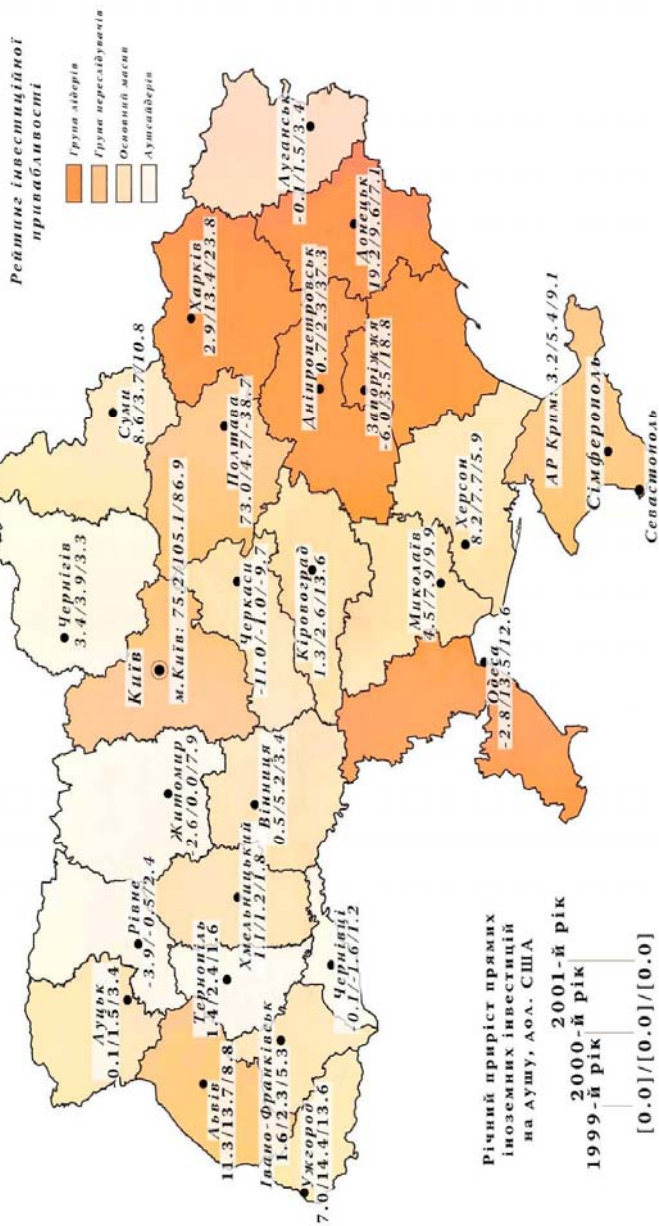 Рейтинг інвестиційної
привабливості
Група лідерів
Група переслідувачів
Основний масив
Аутсайдери
Чернігів
3.4/3.9/3.3
Суми
8.6/3.7/10.8
Харків
2.9/13.4/23.8
Луганськ
-0.1/1.5/3.4
Луцьк
0.1/1.5/3.4
Рівне
-3.9/-0.5/2.4
Житомир
-2.6/0.0/7.9
Київ
м.Київ: 75.2/105.1/86.9
Полтава
73.0/4.7/-38.7
Львів
11.3/13.7/8.8
Тернопіль
1.4/2.4/1.6
Хмельницький
1.1/1.2/1.8
Вінниця
0.5/5.2/3.4
Черкаси
-11.0/-1.0/-9.7
Дніпропетровськ
0.7/2.3/37.3
Донецьк
19.2/9.6/7.1
Івано-Франківськ
1.6/2.3/5.3
Ужгород
7.0/14.4/13.6
Чернівці
-0.1/-1.6/1.2
Кіровоград
1.3/2.6/13.6
Запоріжжя
-6.0/3.5/18.8
Миколаїв
4.5/7.9/9.9
Херсон
8.2/7.7/5.9
Одеса
-2.8/13.5/12.6
АР Крим: 3.2/5.4/9.1
Сімферополь
Севастополь
Річний приріст прямих
іноземних інвестицій
на душу, дол. США
2001-й рік
2000-й рік
1999-й рік
[0.0]/[0.0]/[0.0]